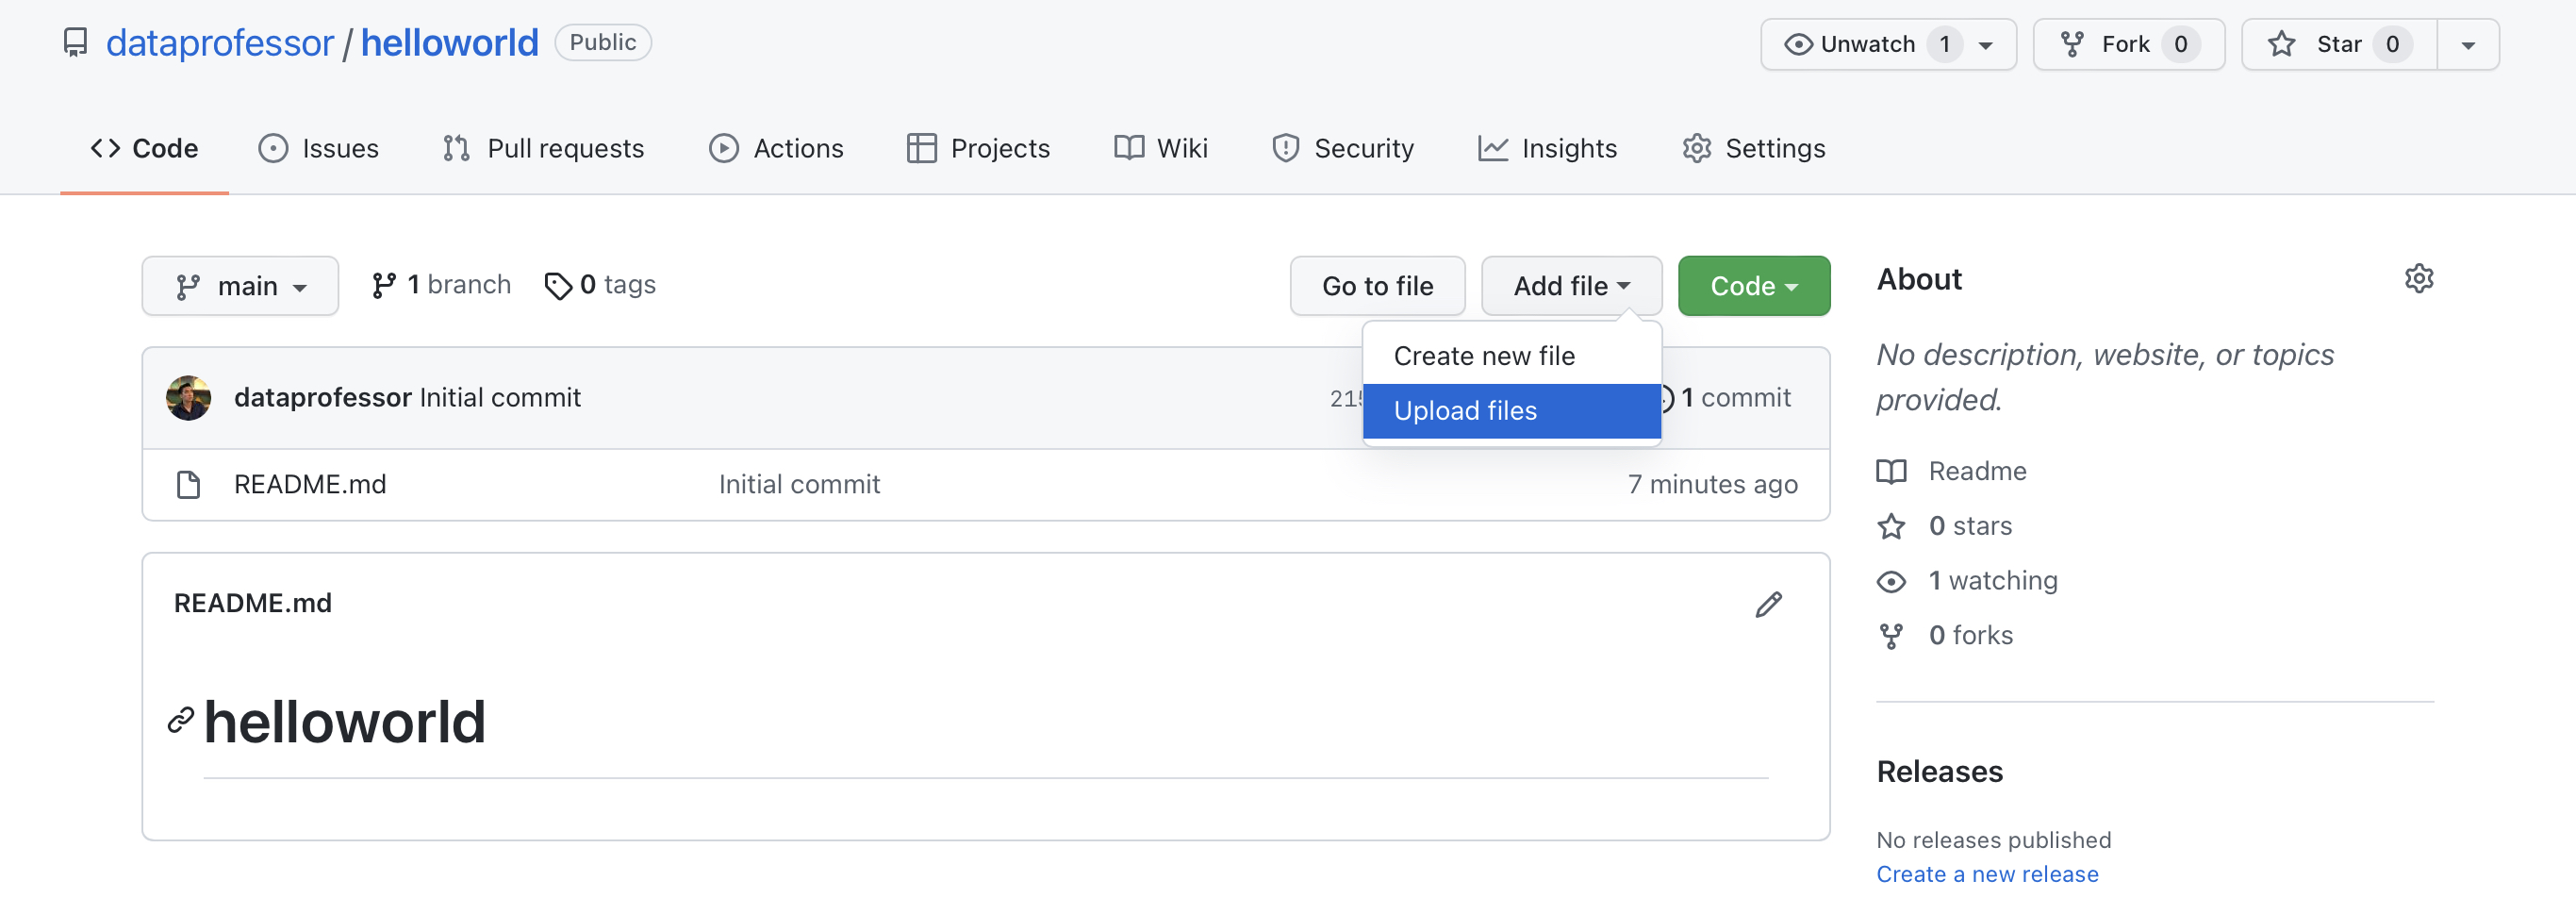 dataprofessor / helloworld Public Unwatch 1 Fork 0 Star 0
Code Issues Pull requests Actions Projects Wiki Security Insights Settings
main 1 branch 0 tags Go to file Add file Code
Create new file
Upload files
dataprofessor Initial commit 1 commit
README.md Initial commit 7 minutes ago
README.md
helloworld
About
No description, website, or topics
provided.
Readme
0 stars
1 watching
0 forks
Releases
No releases published
Create a new release